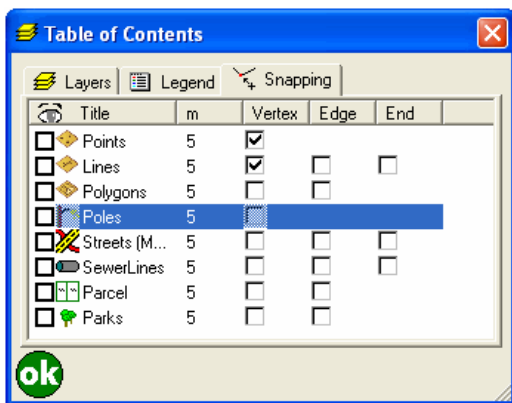 Table of Contents
Layers Legend Snapping
Title m Vertex Edge End
Points 5
Lines 5
Polygons 5
Poles 5
Streets (M... 5
SewerLines 5
Parcel 5
Parks 5
ok